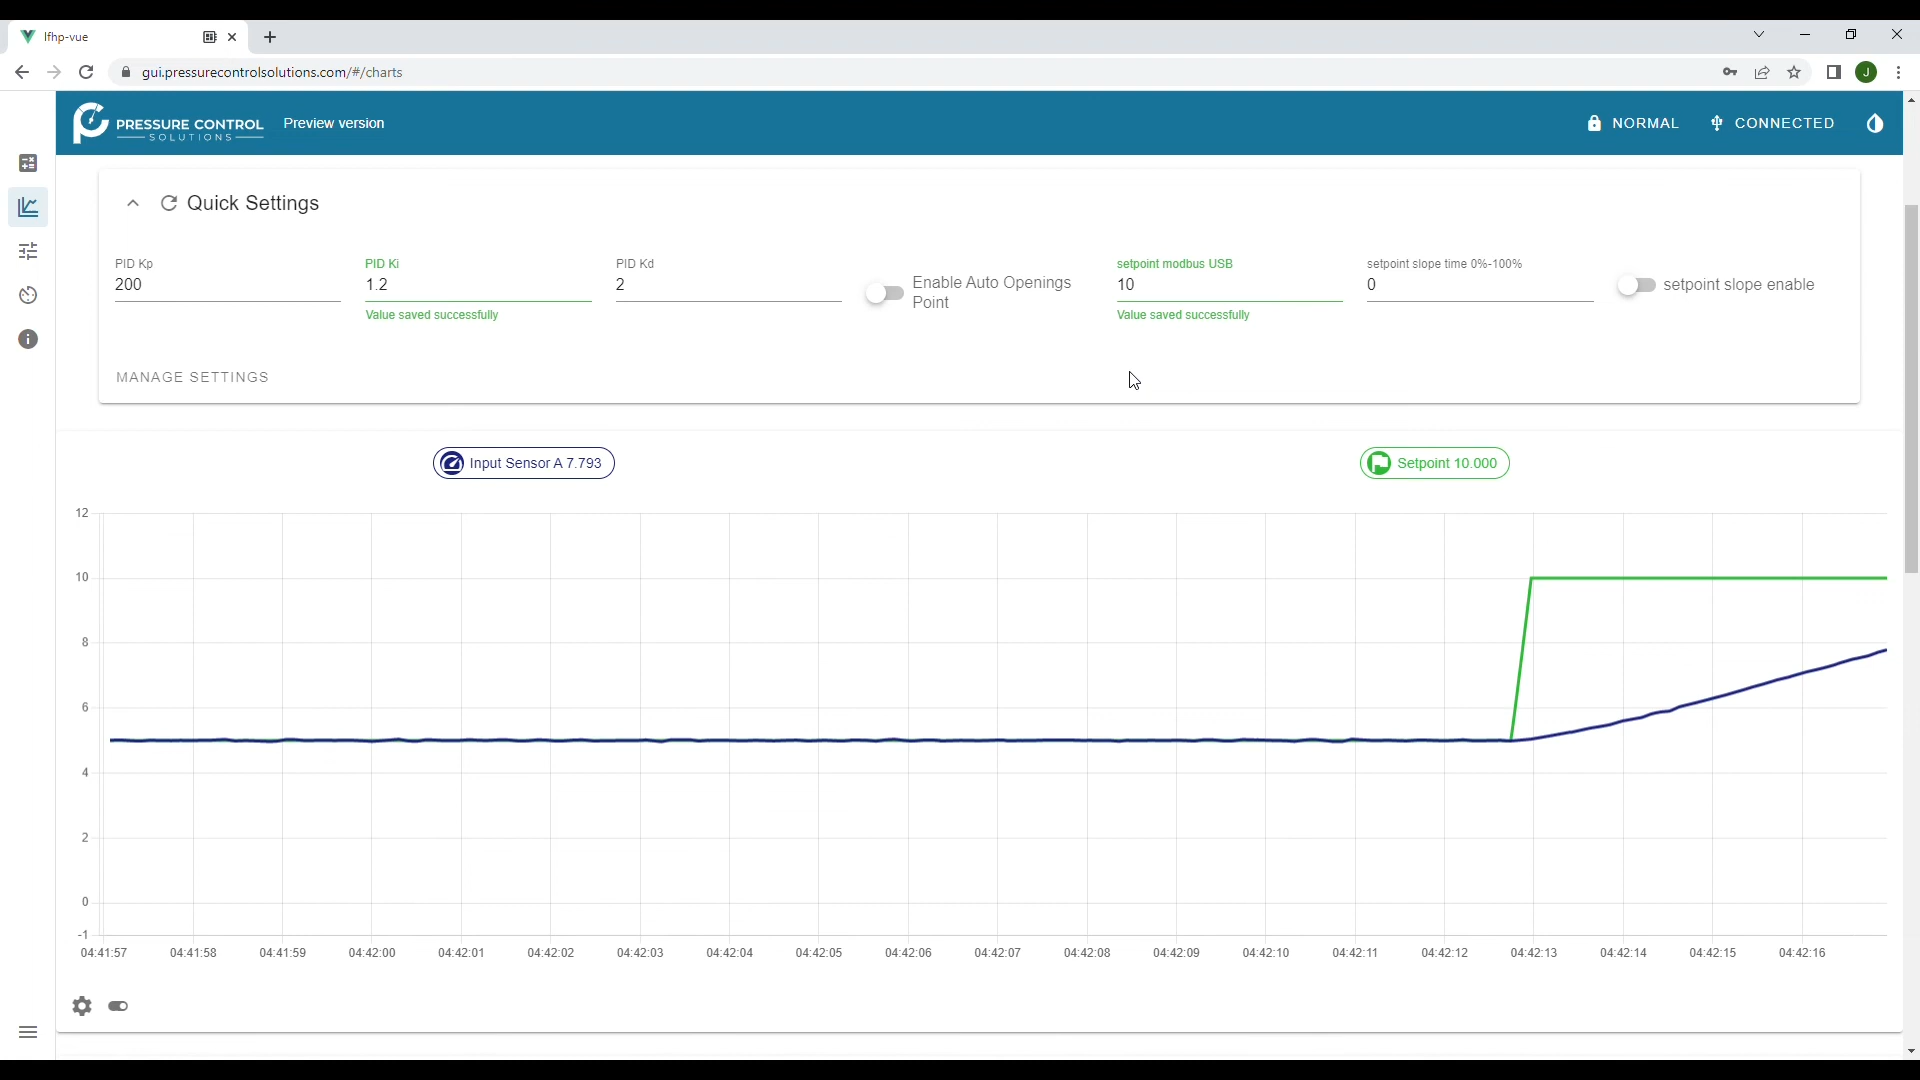 lfhp-vue
gui.pressurecontrolsolutions.com/#/charts
J
PRESSURE CONTROL
SOLUTIONS
Preview version
NORMAL
CONNECTED
Quick Settings
PID Kp
200
PID Ki
1.2
Value saved successfully
PID Kd
2
Enable Auto Openings
Point
setpoint modbus USB
10
Value saved successfully
setpoint slope time 0%-100%
0
setpoint slope enable
MANAGE SETTINGS
Input Sensor A 7.793
Setpoint 10.000
12
10
8
6
4
2
0
-1
04:41:57 04:41:58 04:41:59 04:42:00 04:42:01 04:42:02 04:42:03 04:42:04 04:42:05 04:42:06 04:42:07 04:42:08 04:42:09 04:42:10 04:42:11 04:42:12 04:42:13 04:42:14 04:42:15 04:42:16